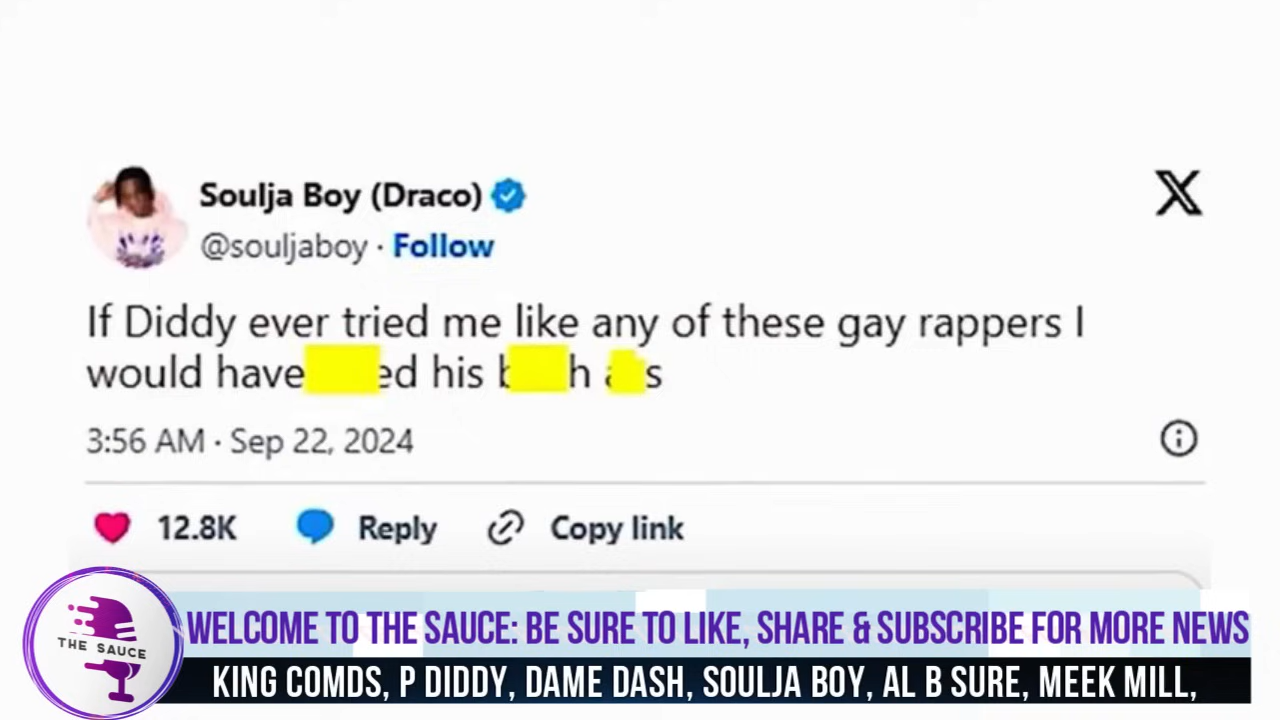 Soulja Boy (Draco)
X
@souljaboy · Follow
If Diddy ever tried me like any of these gay rappers I
would have ed his b h a s
3:56 AM · Sep 22, 2024
12.8K Reply Copy link
WELCOME TO THE SAUCE: BE SURE TO LIKE, SHARE & SUBSCRIBE FOR MORE NEWS
THE SAUCE
KING COMDS, P DIDDY, DAME DASH, SOULJA BOY, AL B SURE, MEEK MILL,